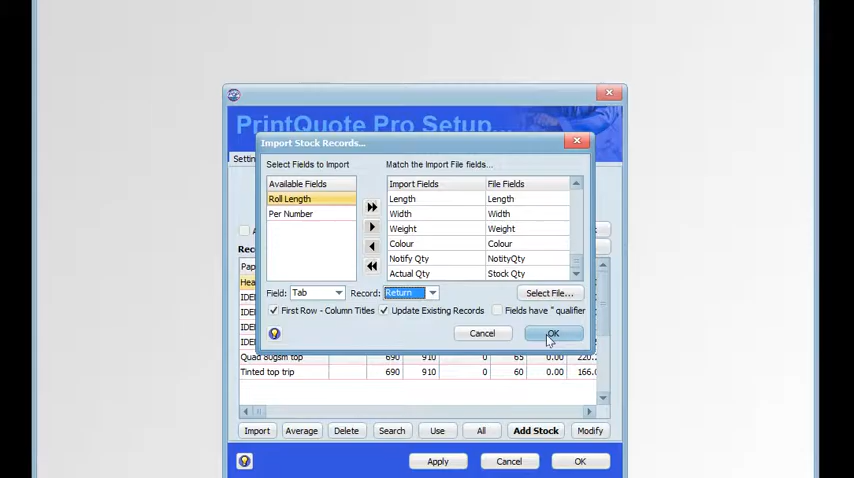 PrintQuote Pro Setup...
Import Stock Records...
Select Fields to Import
Match the Import File fields...
Available Fields
Roll Length
Per Number
Import Fields File Fields
Length Length
Width Width
Weight Weight
Colour Colour
Notify Qty NotityQty
Actual Qty Stock Qty
Field: Tab Record: Return Select File...
First Row - Column Titles Update Existing Records Fields have " qualifier
Cancel OK
Quad 80gsm top 690 910 0 65 0.00
Tinted top trip 690 910 0 60 0.00 166.
Import Average Delete Search Use All Add Stock Modify
Apply Cancel OK